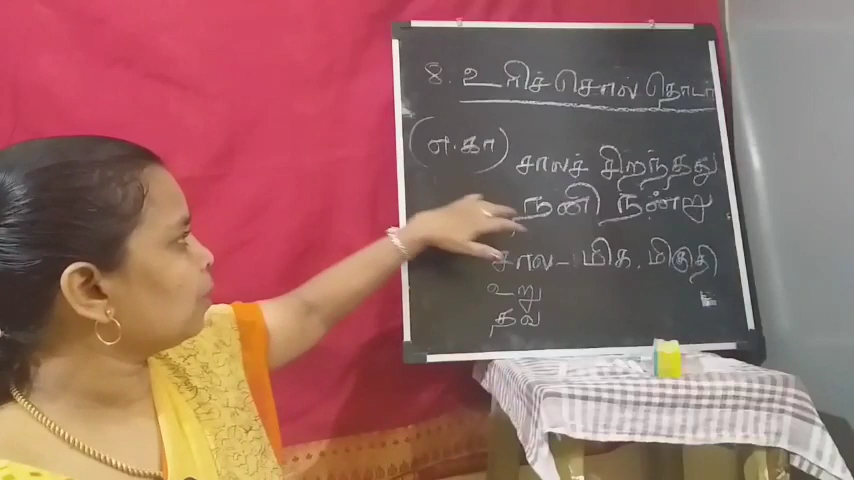 8. உரிச்சொல் தொடர்
(எ.கா) சாலச் சிறந்தது
நனி நன்று
சால - மிக. மிகுதி
உறு
தவ